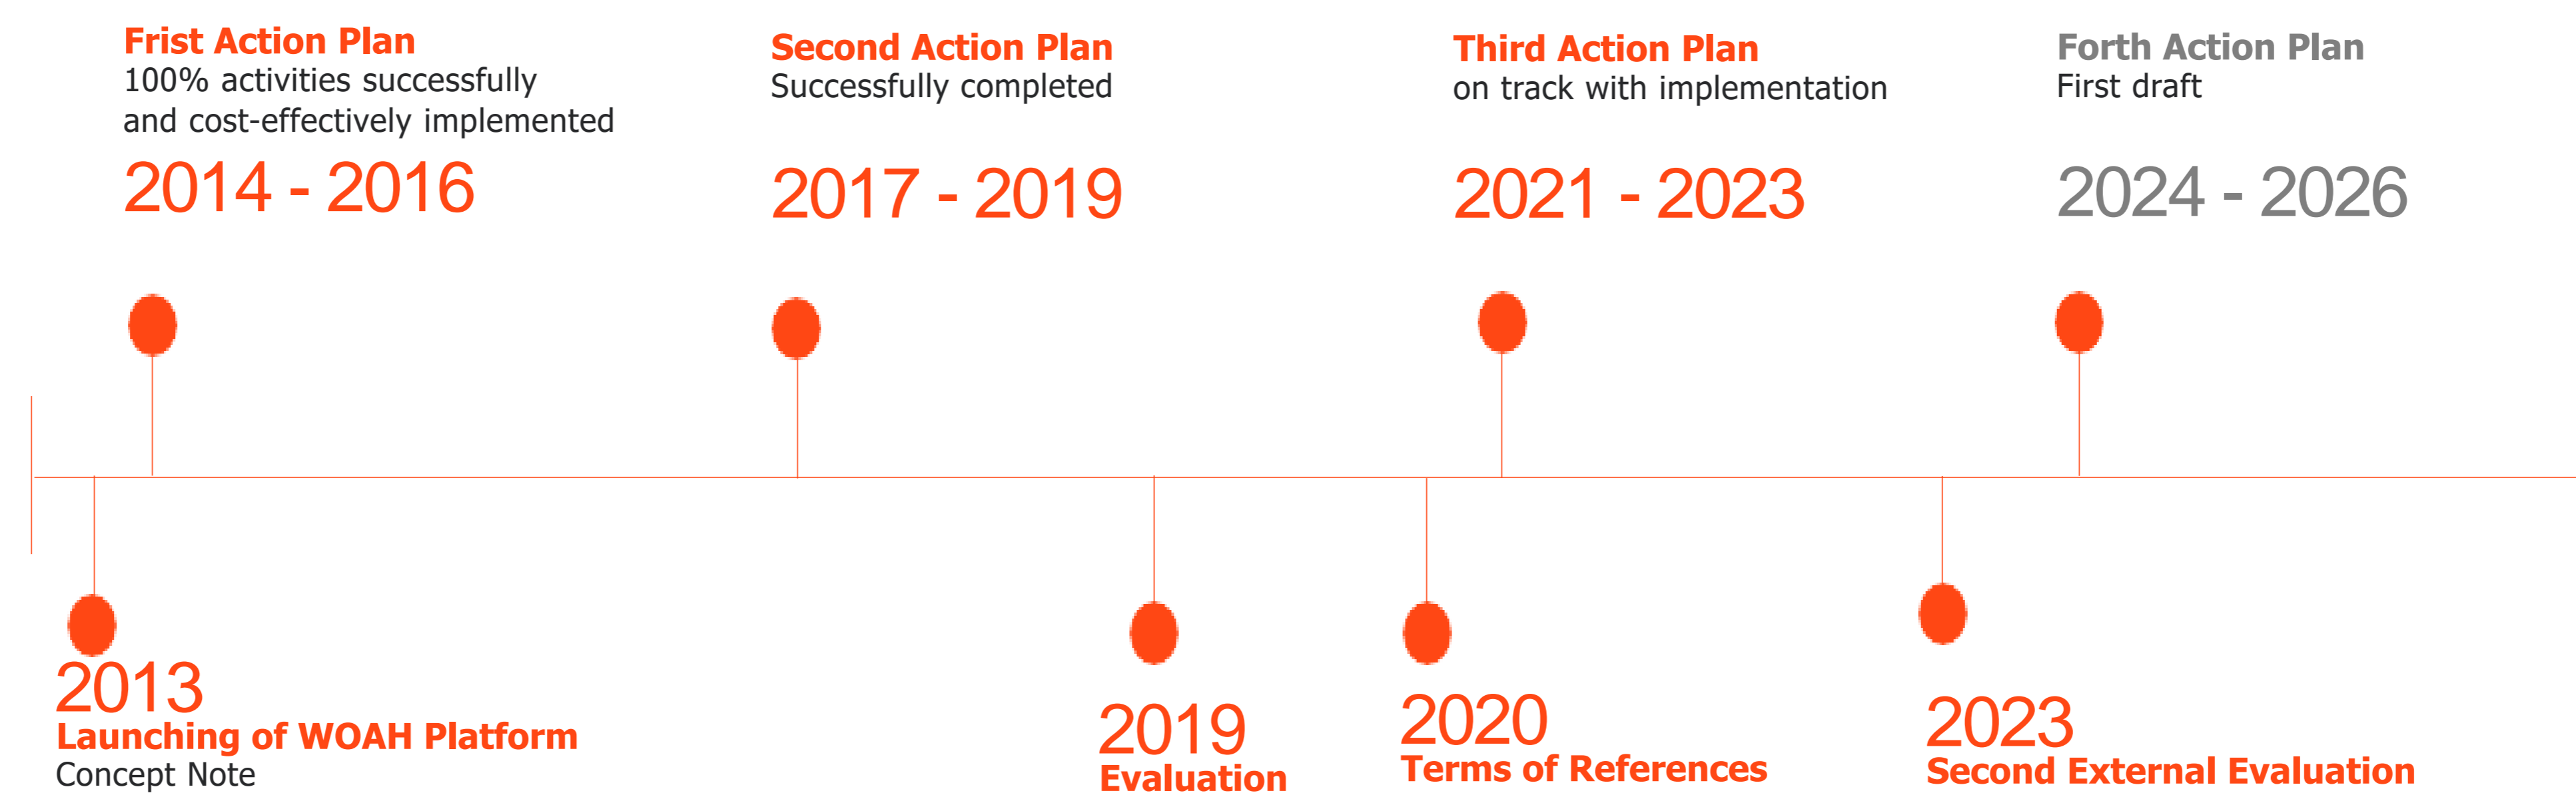 Frist Action Plan
100% activities successfully
and cost-effectively implemented
2014 - 2016
Second Action Plan
Successfully completed
2017 - 2019
Third Action Plan
on track with implementation
2021 - 2023
Forth Action Plan
First draft
2024 - 2026
2013
Launching of WOAH Platform
Concept Note
2019
Evaluation
2020
Terms of References
2023
Second External Evaluation